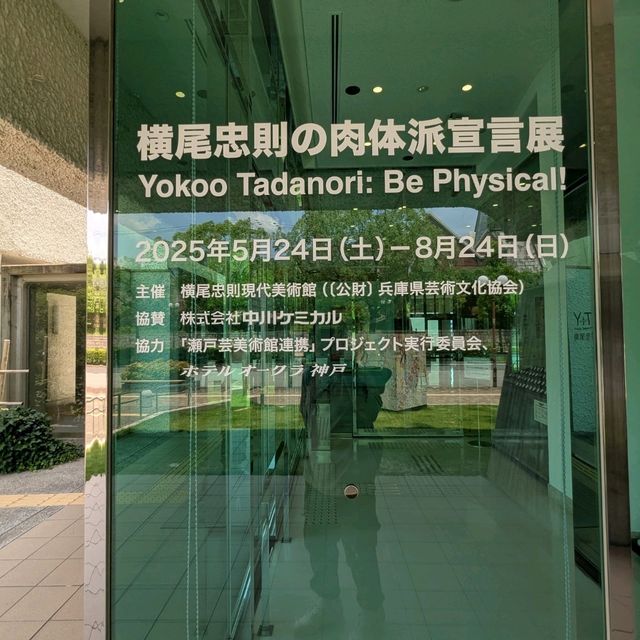 横尾忠則の肉体派宣言展
Yokoo Tadanori: Be Physical!
2025年5月24日（土）－8月24日（日）
主催 横尾忠則現代美術館（［公財］兵庫県芸術文化協会）
協賛 株式会社中川ケミカル
協力 「瀬戸芸美術館連携」プロジェクト実行委員会、
ホテル オークラ 神戸